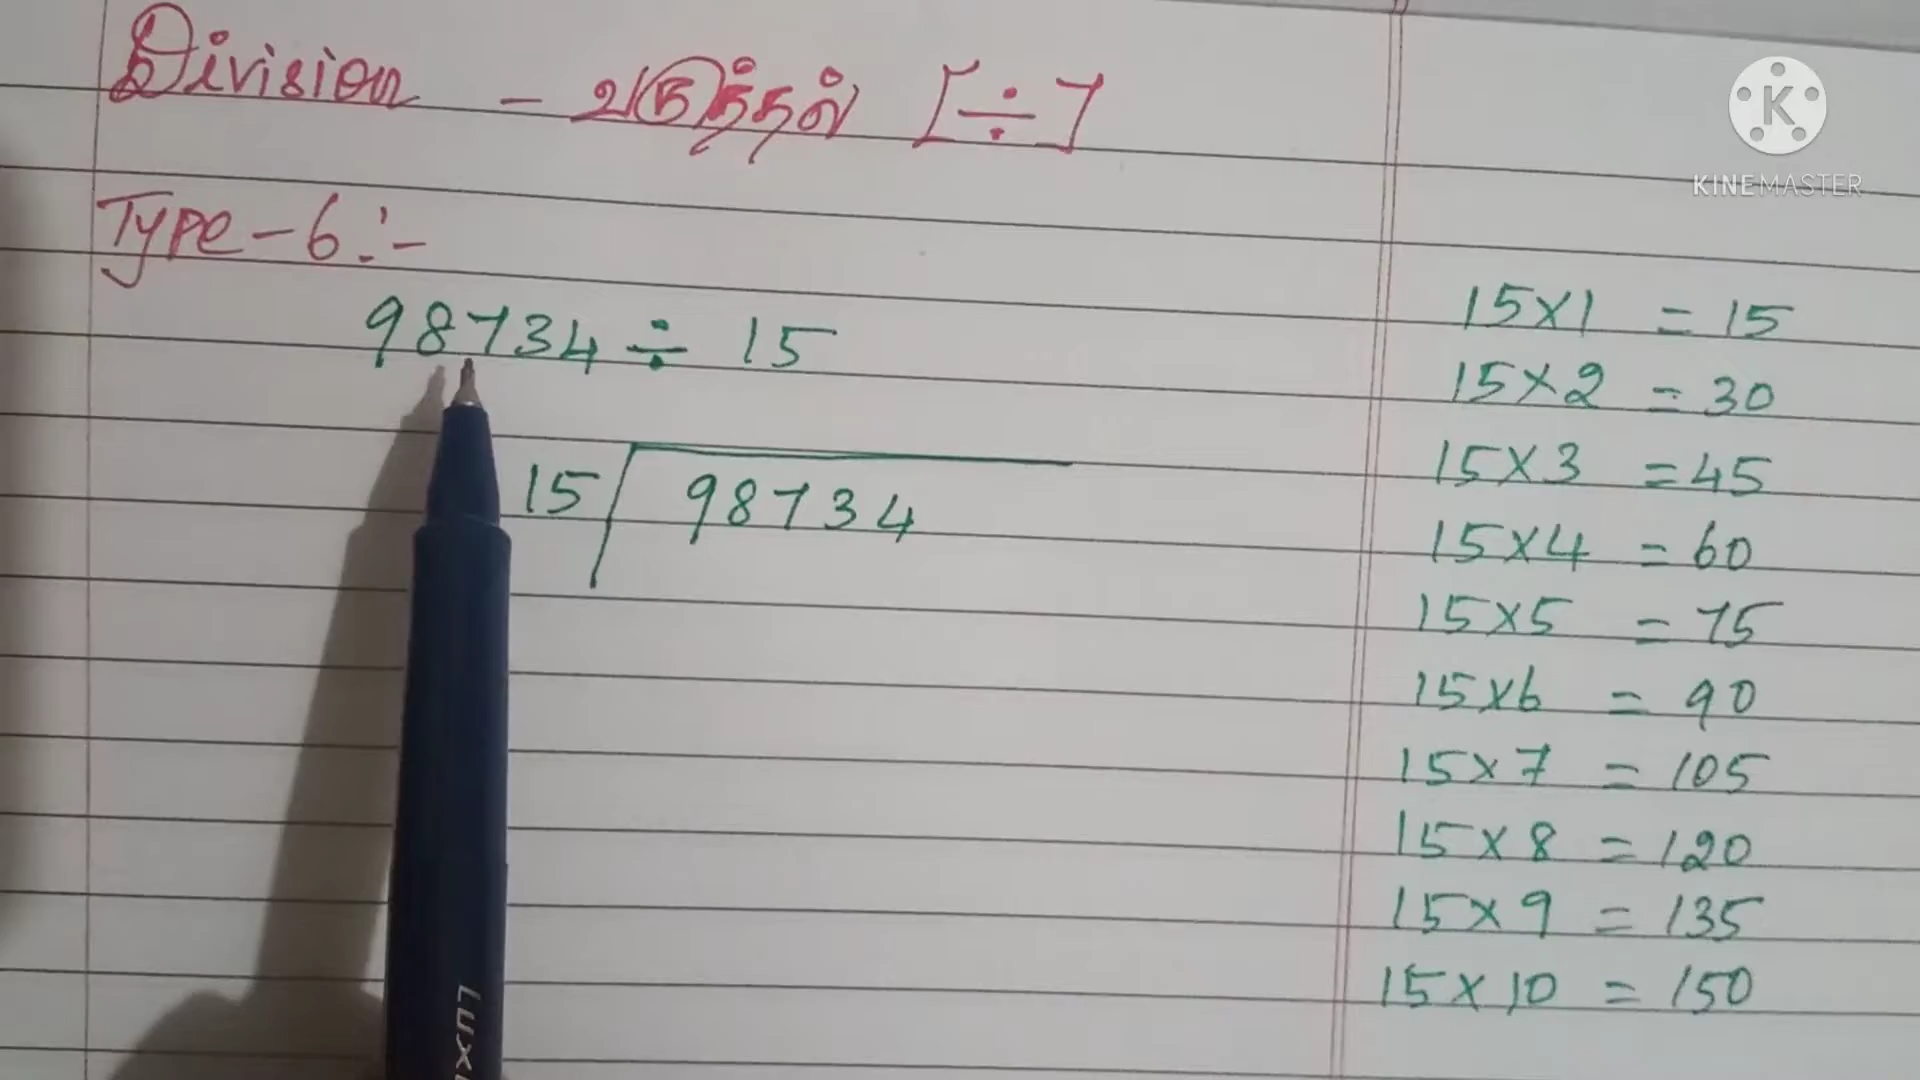 Division - வகுத்தல் [÷]
Type-6:-
98734 ÷ 15
15 98734
15×1 = 15
15×2 = 30
15×3 = 45
15×4 = 60
15×5 = 75
15×6 = 90
15×7 = 105
15×8 = 120
15×9 = 135
15×10 = 150
K
KINEMASTER